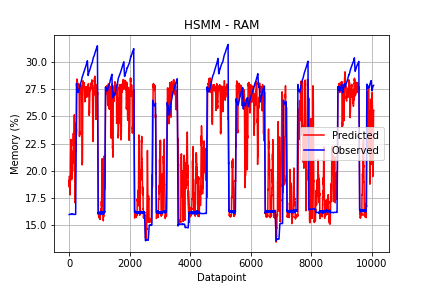 HSMM - RAM
Memory (%)
30.0
27.5
25.0
22.5
20.0
17.5
15.0
Predicted
Observed
0 2000 4000 6000 8000 10000
Datapoint